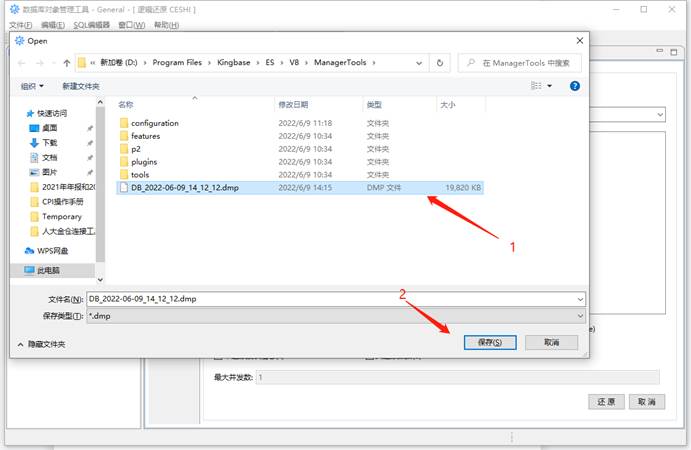 数据库对象管理工具 - General - [ 逻辑还原 CESHI ]
文件(F) 编辑(E) SQL编辑器 窗口(W) 帮助(H)
Open
« 新加卷 (D:) › Program Files › Kingbase › ES › V8 › ManagerTools ›
在 ManagerTools 中搜索
组织 新建文件夹
名称 修改日期 类型 大小
快速访问
桌面
下载
文档
图片
2021年年报和20
CPI操作手册
Temporary
人大金仓连接工
WPS网盘
此电脑
configuration 2022/6/9 11:18 文件夹
features 2022/6/9 10:34 文件夹
p2 2022/6/9 10:34 文件夹
plugins 2022/6/9 10:34 文件夹
tools 2022/6/9 10:34 文件夹
DB_2022-06-09_14_12_12.dmp 2022/6/9 14:15 DMP 文件 19,820 KB
1
2
文件名(N): DB_2022-06-09_14_12_12.dmp
保存类型(T): *.dmp
隐藏文件夹
保存(S) 取消
e)
最大并发数: 1
还原 取消